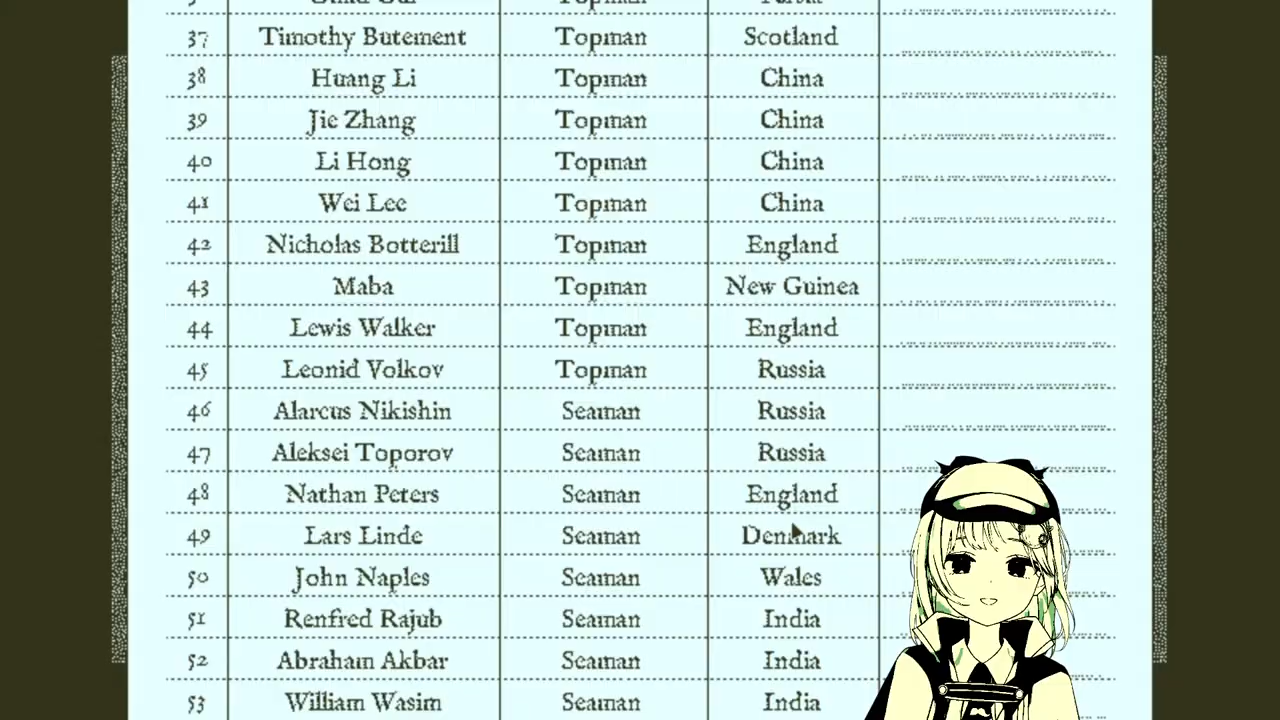 37 Timothy Butement Topman Scotland
38 Huang Li Topman China
39 Jie Zhang Topman China
40 Li Hong Topman China
41 Wei Lee Topman China
42 Nicholas Botterill Topman England
43 Maba Topman New Guinea
44 Lewis Walker Topman England
45 Leonid Volkov Topman Russia
46 Alarcus Nikishin Seaman Russia
47 Aleksei Toporov Seaman Russia
48 Nathan Peters Seaman England
49 Lars Linde Seaman Denmark
50 John Naples Seaman Wales
51 Renfred Rajub Seaman India
52 Abraham Akbar Seaman India
53 William Wasim Seaman India